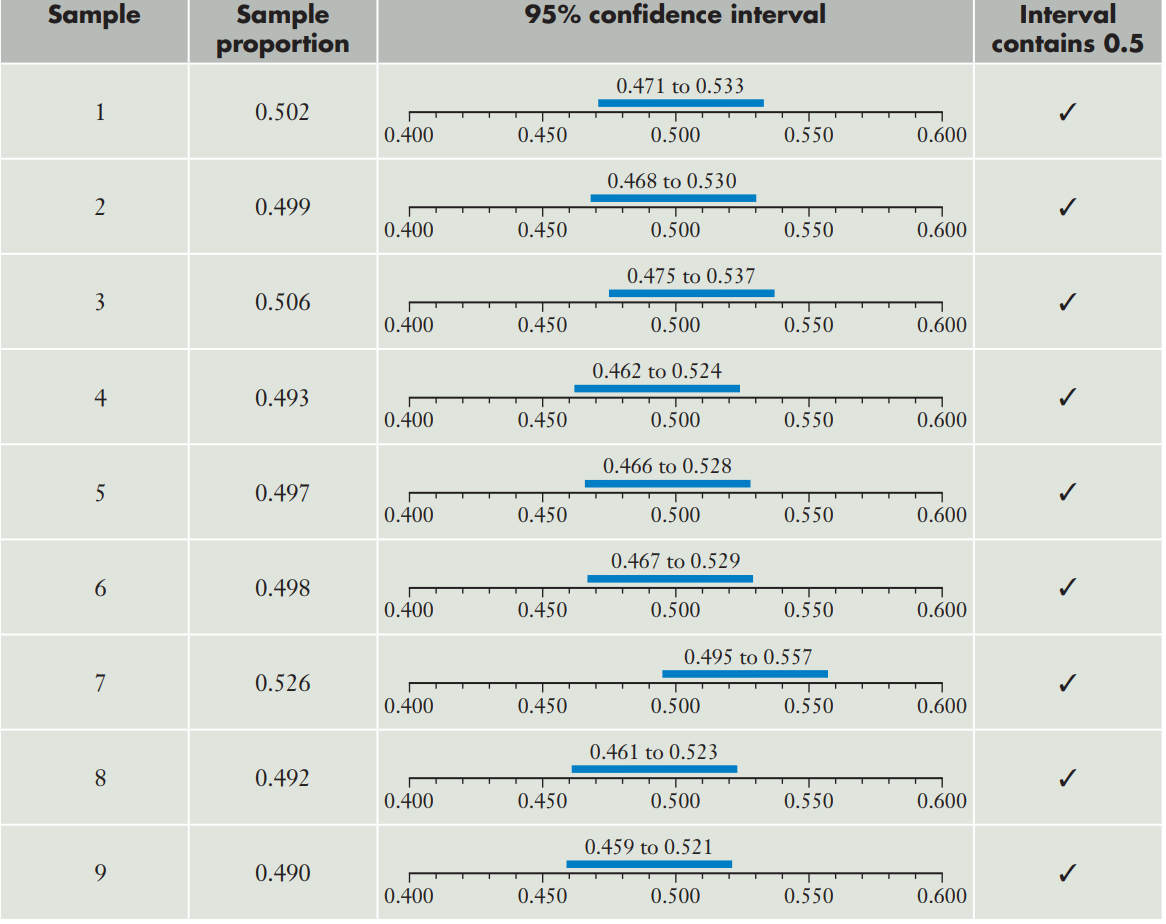 Sample Sample proportion 95% confidence interval Interval contains 0.5
1 0.502 0.471 to 0.533 ✓
0.400 0.450 0.500 0.550 0.600
2 0.499 0.468 to 0.530 ✓
0.400 0.450 0.500 0.550 0.600
3 0.506 0.475 to 0.537 ✓
0.400 0.450 0.500 0.550 0.600
4 0.493 0.462 to 0.524 ✓
0.400 0.450 0.500 0.550 0.600
5 0.497 0.466 to 0.528 ✓
0.400 0.450 0.500 0.550 0.600
6 0.498 0.467 to 0.529 ✓
0.400 0.450 0.500 0.550 0.600
7 0.526 0.495 to 0.557 ✓
0.400 0.450 0.500 0.550 0.600
8 0.492 0.461 to 0.523 ✓
0.400 0.450 0.500 0.550 0.600
9 0.490 0.459 to 0.521 ✓
0.400 0.450 0.500 0.550 0.600